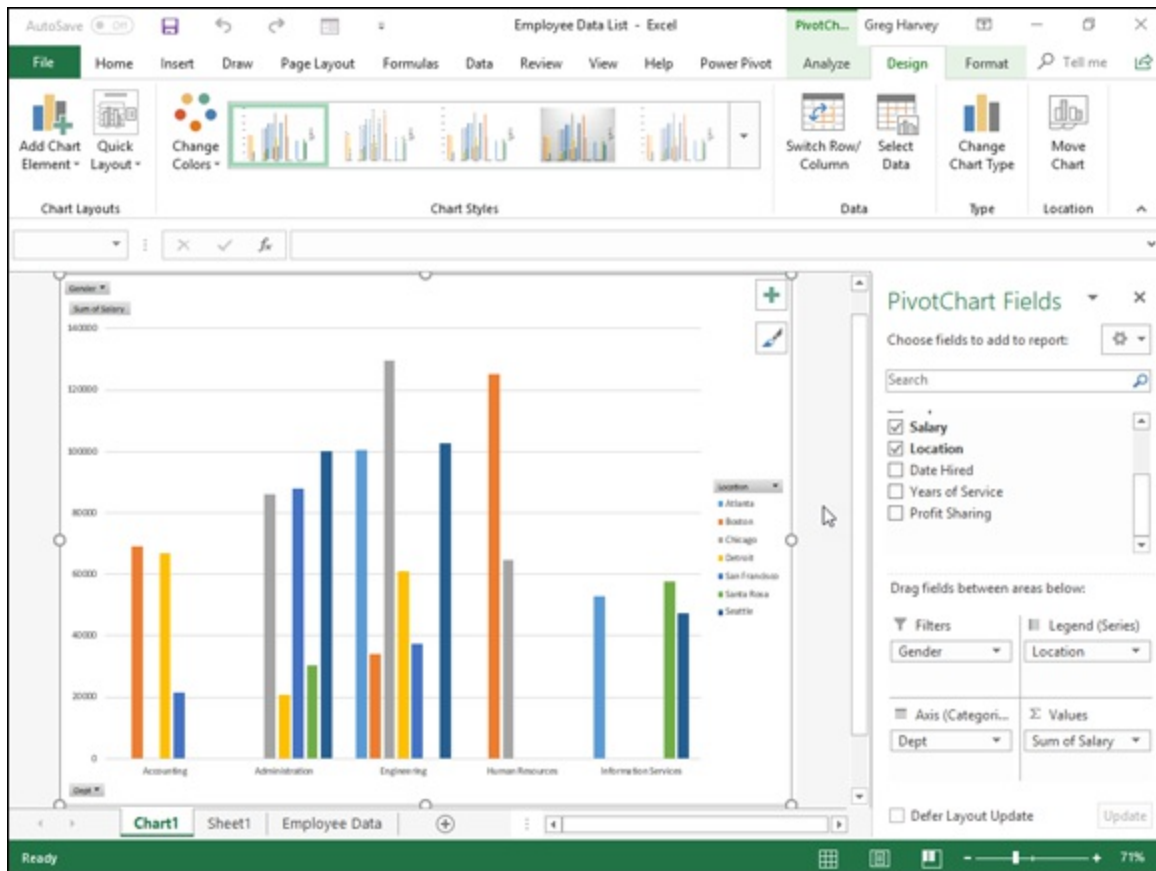 AutoSave Off Employee Data List - Excel PivotCh... Greg Harvey
File Home Insert Draw Page Layout Formulas Data Review View Help Power Pivot Analyze Design Format Tell me
Add Chart Element Quick Layout Change Colors Switch Row/ Column Select Data Change Chart Type Move Chart
Chart Layouts Chart Styles Data Type Location
fx
Gender
Sum of Salary
140000
120000
100000
80000
60000
40000
20000
0
Accounting Administration Engineering Human Resources Information Services
Dept
Location
Atlanta
Boston
Chicago
Detroit
San Francisco
Santa Rosa
Seattle
PivotChart Fields
Choose fields to add to report:
Search
Salary
Location
Date Hired
Years of Service
Profit Sharing
Drag fields between areas below:
Filters Legend (Series)
Gender Location
Axis (Categori... Σ Values
Dept Sum of Salary
Defer Layout Update Update
Chart1 Sheet1 Employee Data
Ready 71%